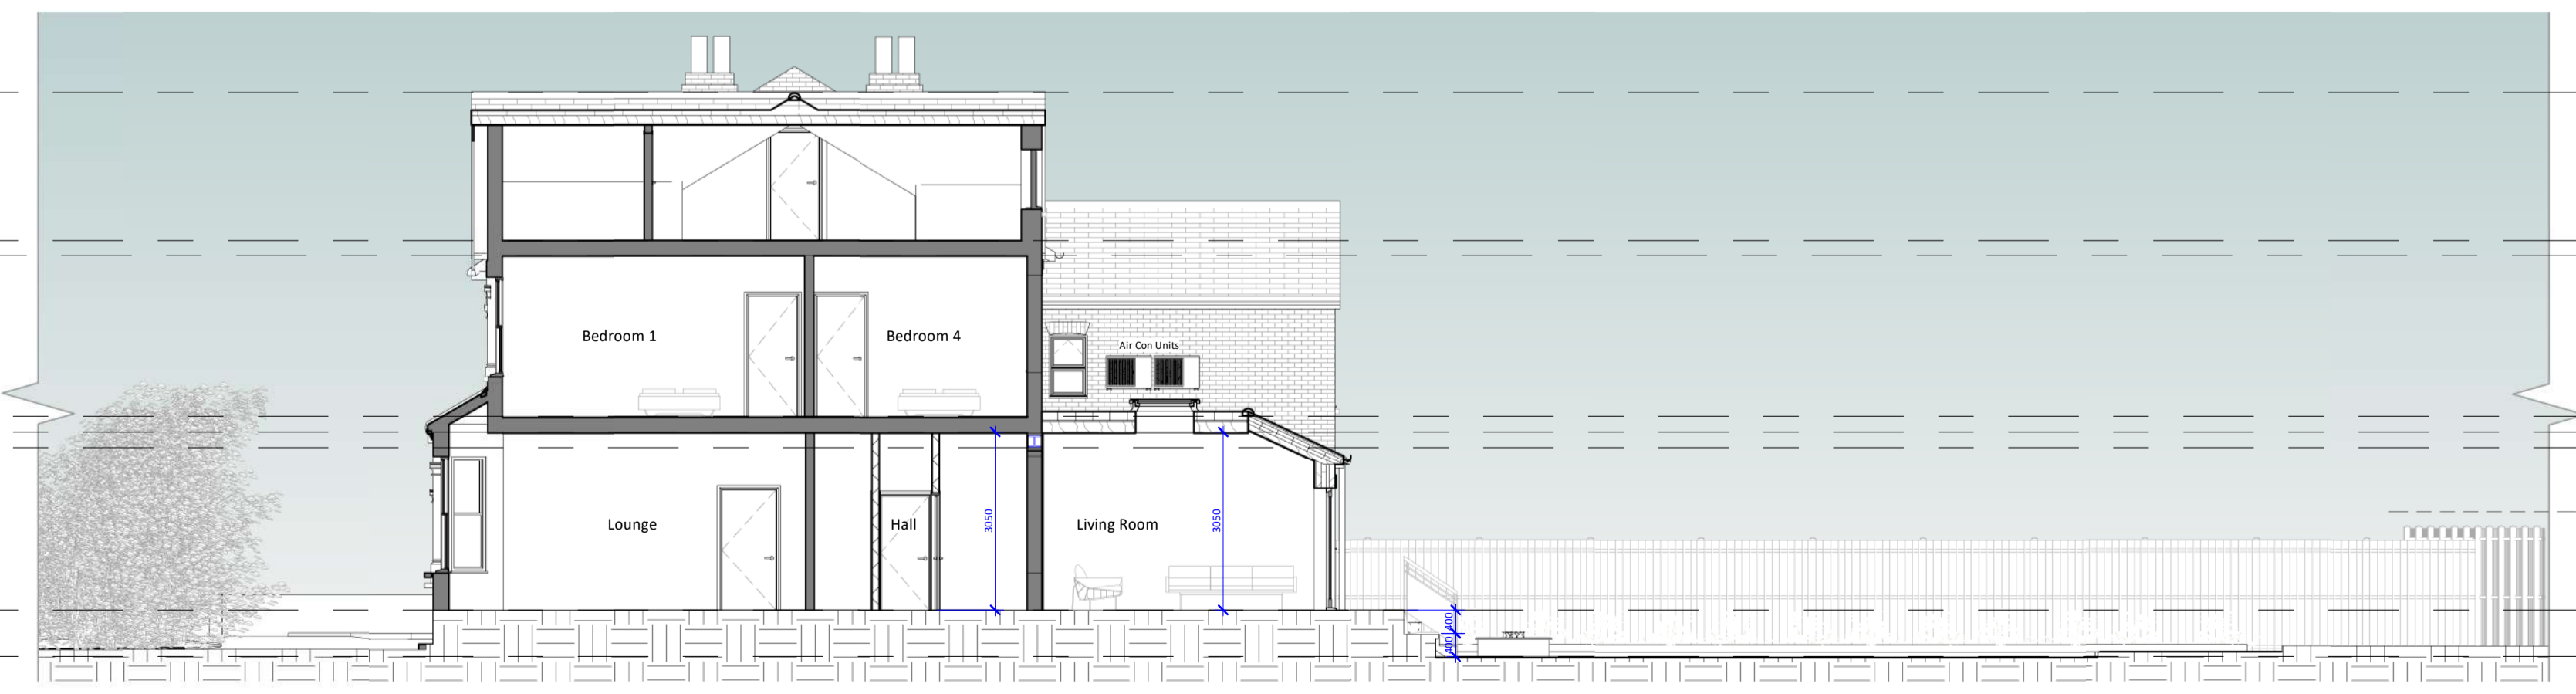 Bedroom 1
Bedroom 4
Air Con Units
Lounge
Hall
3050
Living Room
3050
400
400